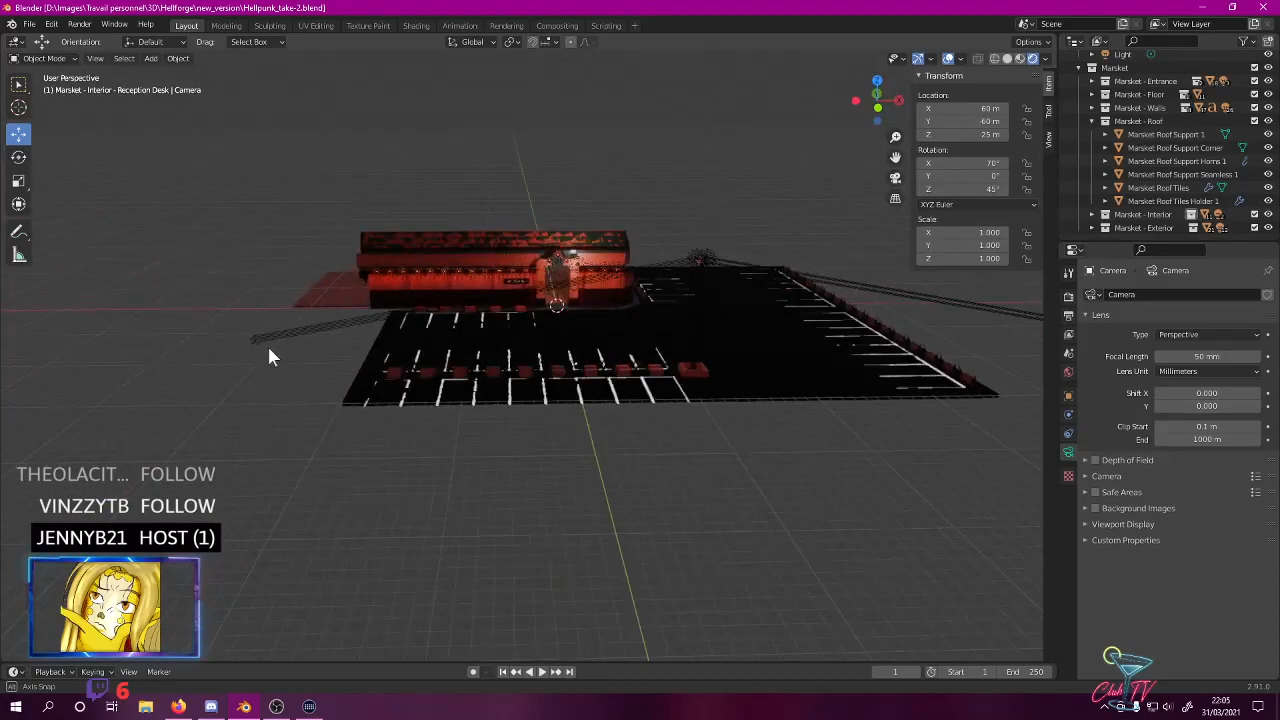 Blender [D:\Images\Travail personnel\3D\Hellforge\new_version\Hellpunk_take-2.blend]
File Edit Render Window Help Layout Modeling Sculpting UV Editing Texture Paint Shading Animation Rendering Compositing Scripting + Scene View Layer
Orientation: Default Drag: Select Box Global Options
Object Mode View Select Add Object
User Perspective
(1) Marsket - Interior - Reception Desk | Camera
Z
X
Transform
Location:
X 60 m
Y -60 m
Z 25 m
Rotation:
X 70°
Y 0°
Z 45°
XYZ Euler
Scale:
X 1.000
Y 1.000
Z 1.000
Item
Tool
View
Light
Marsket
Marsket - Entrance
Marsket - Floor
Marsket - Walls
Marsket - Roof
Marsket Roof Support 1
Marsket Roof Support Corner
Marsket Roof Support Horns 1
Marsket Roof Support Seamless 1
Marsket Roof Tiles
Marsket Roof Tiles Holder 1
Marsket - Interior
Marsket - Exterior
Camera Camera
Camera
Lens
Type Perspective
Focal Length 50 mm
Lens Unit Millimeters
Shift X 0.000
Y 0.000
Clip Start 0.1 m
End 1000 m
Depth of Field
Camera
Safe Areas
Background Images
Viewport Display
Custom Properties
THEOLACIT... FOLLOW
VINZZYTB FOLLOW
JENNYB21 HOST (1)
Playback Keying View Marker 1 Start 1 End 250
Axis Snap 2.91.0
6
Club TV
22:05
31/03/2021